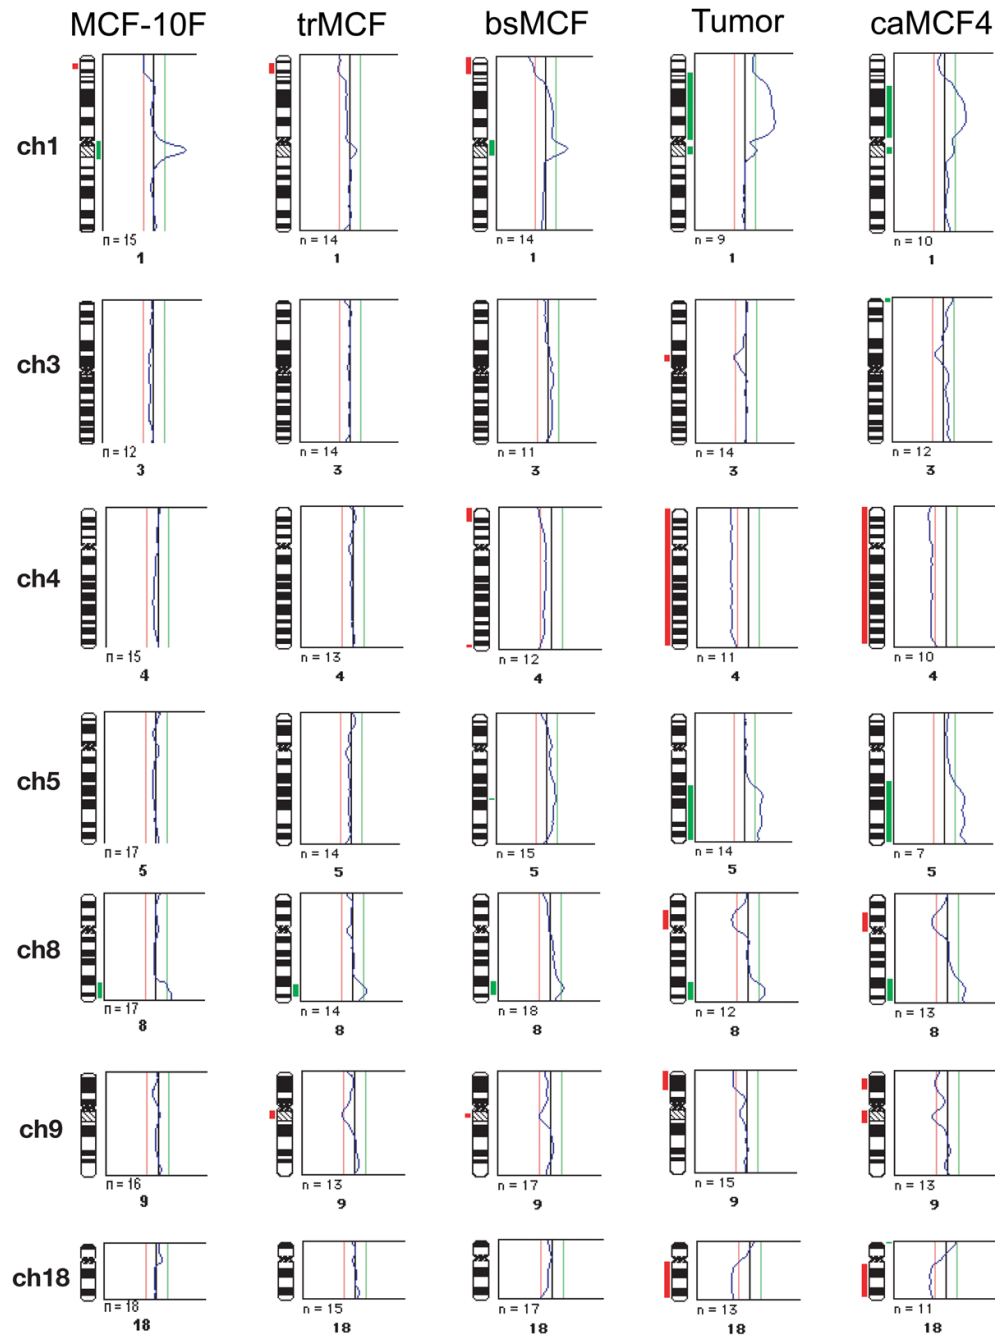 MCF-10F trMCF bsMCF Tumor caMCF4
ch1
n = 15 n = 14 n = 14 n = 9 n = 10
1 1 1 1 1
ch3
n = 12 n = 14 n = 11 n = 14 n = 12
3 3 3 3 3
ch4
n = 15 n = 13 n = 12 n = 11 n = 10
4 4 4 4 4
ch5
n = 17 n = 14 n = 15 n = 14 n = 7
5 5 5 5 5
ch8
n = 17 n = 14 n = 18 n = 12 n = 13
8 8 8 8 8
ch9
n = 16 n = 13 n = 17 n = 15 n = 13
9 9 9 9 9
ch18
n = 18 n = 15 n = 17 n = 13 n = 11
18 18 18 18 18